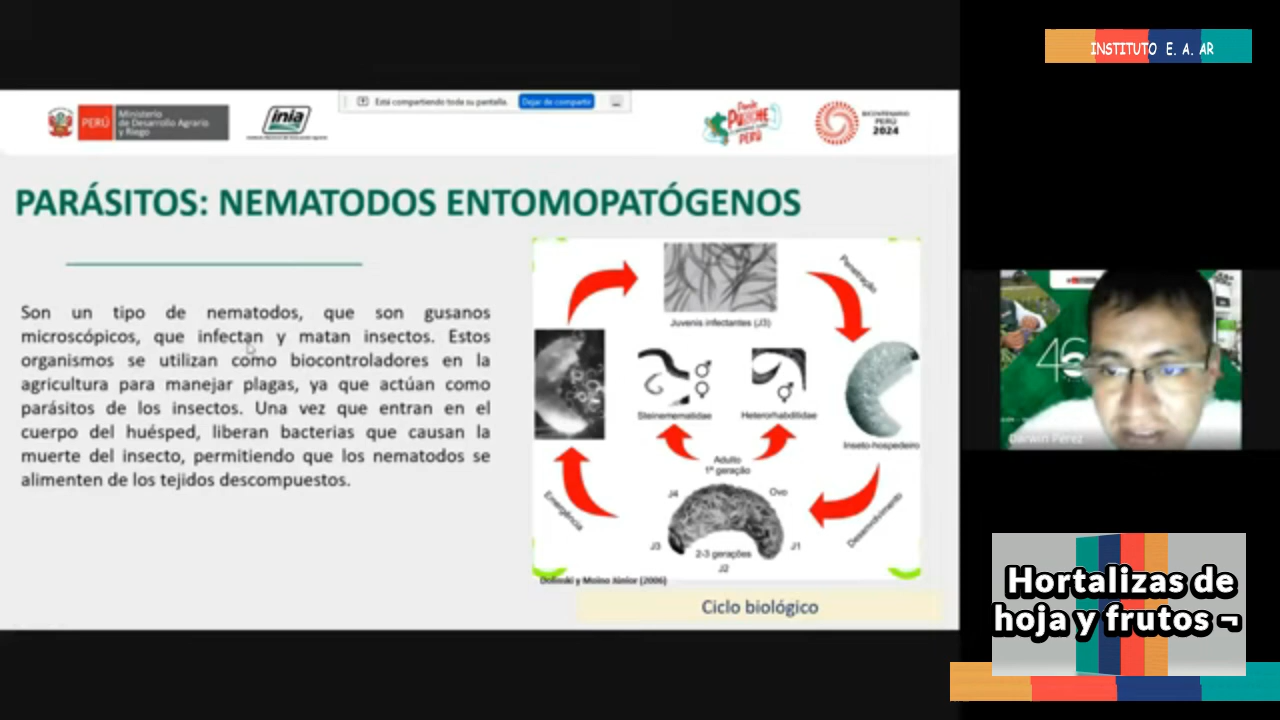 INSTITUTO E. A. AR
Está compartiendo toda su pantalla.
Dejar de compartir
PERÚ
Ministerio
de Desarrollo Agrario
y Riego
inia
PERÚ
BICENTENARIO
PERÚ
2024
PARÁSITOS: NEMATODOS ENTOMOPATÓGENOS
Son un tipo de nematodos, que son gusanos
microscópicos, que infectan y matan insectos. Estos
organismos se utilizan como biocontroladores en la
agricultura para manejar plagas, ya que actúan como
parásitos de los insectos. Una vez que entran en el
cuerpo del huésped, liberan bacterias que causan la
muerte del insecto, permitiendo que los nematodos se
alimenten de los tejidos descompuestos.
Juvenis infectantes (J3)
Penetração
Steinernematidae
Heterorhabditidae
Inseto-hospedeiro
Adulto
1ª geração
J4
Ovo
Emergência
Desenvolvimento
J3
2-3 gerações
J1
J2
Dolinski y Moino Júnior (2006)
Ciclo biológico
Darwin Perez
Hortalizas de
hoja y frutos ¬